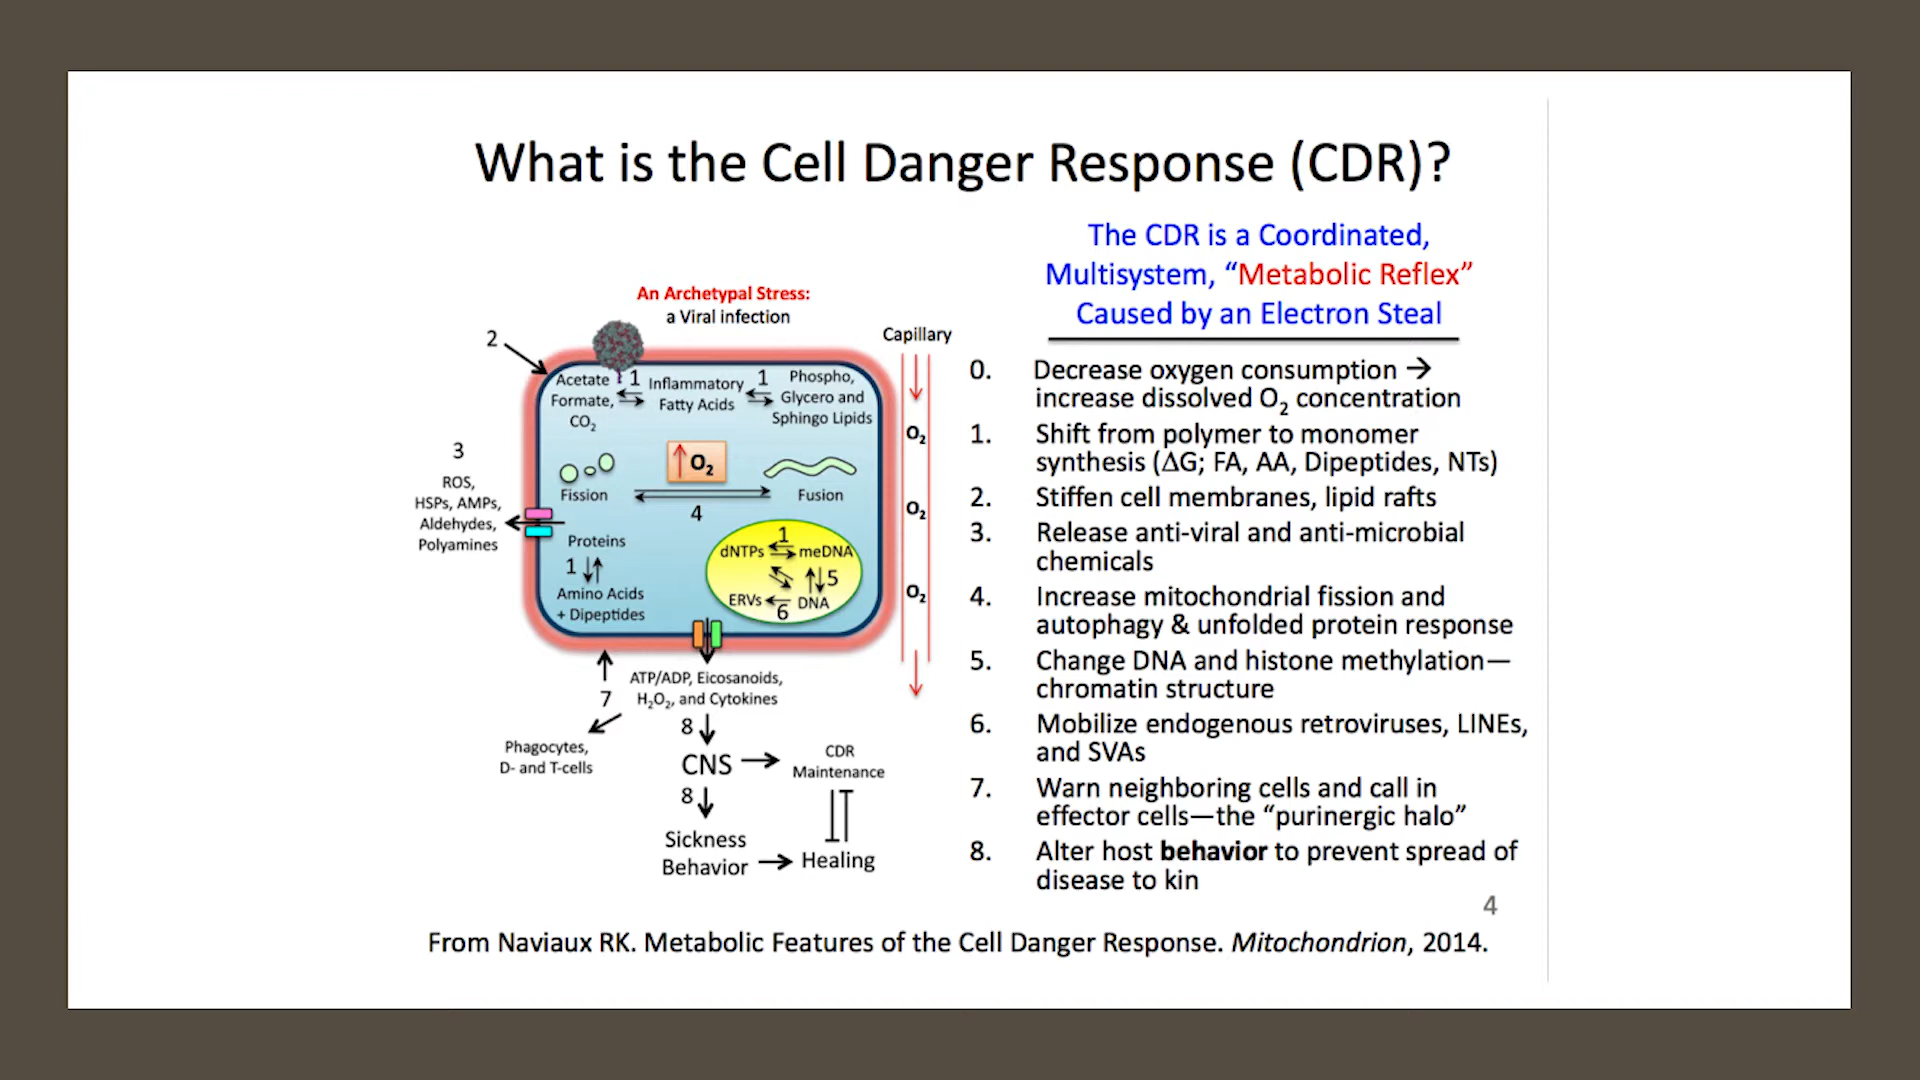 What is the Cell Danger Response (CDR)?
The CDR is a Coordinated,
Multisystem, “Metabolic Reflex”
Caused by an Electron Steal
An Archetypal Stress:
a Viral infection
Capillary
2
Acetate
Formate,
CO2
1
Inflammatory
Fatty Acids
1
Phospho,
Glycero and
Sphingo Lipids
O2
O2
O2
3
ROS,
HSPs, AMPs,
Aldehydes,
Polyamines
Fission
↑ O2
4
Fusion
Proteins
1
Amino Acids
+ Dipeptides
1
dNTPs
meDNA
5
ERVs
DNA
6
7
ATP/ADP, Eicosanoids,
H2O2, and Cytokines
Phagocytes,
D- and T-cells
8
CNS
CDR
Maintenance
8
Sickness
Behavior
Healing
0. Decrease oxygen consumption →
increase dissolved O2 concentration
1. Shift from polymer to monomer
synthesis (ΔG; FA, AA, Dipeptides, NTs)
2. Stiffen cell membranes, lipid rafts
3. Release anti-viral and anti-microbial
chemicals
4. Increase mitochondrial fission and
autophagy & unfolded protein response
5. Change DNA and histone methylation—
chromatin structure
6. Mobilize endogenous retroviruses, LINEs,
and SVAs
7. Warn neighboring cells and call in
effector cells—the “purinergic halo”
8. Alter host behavior to prevent spread of
disease to kin
4
From Naviaux RK. Metabolic Features of the Cell Danger Response. Mitochondrion, 2014.